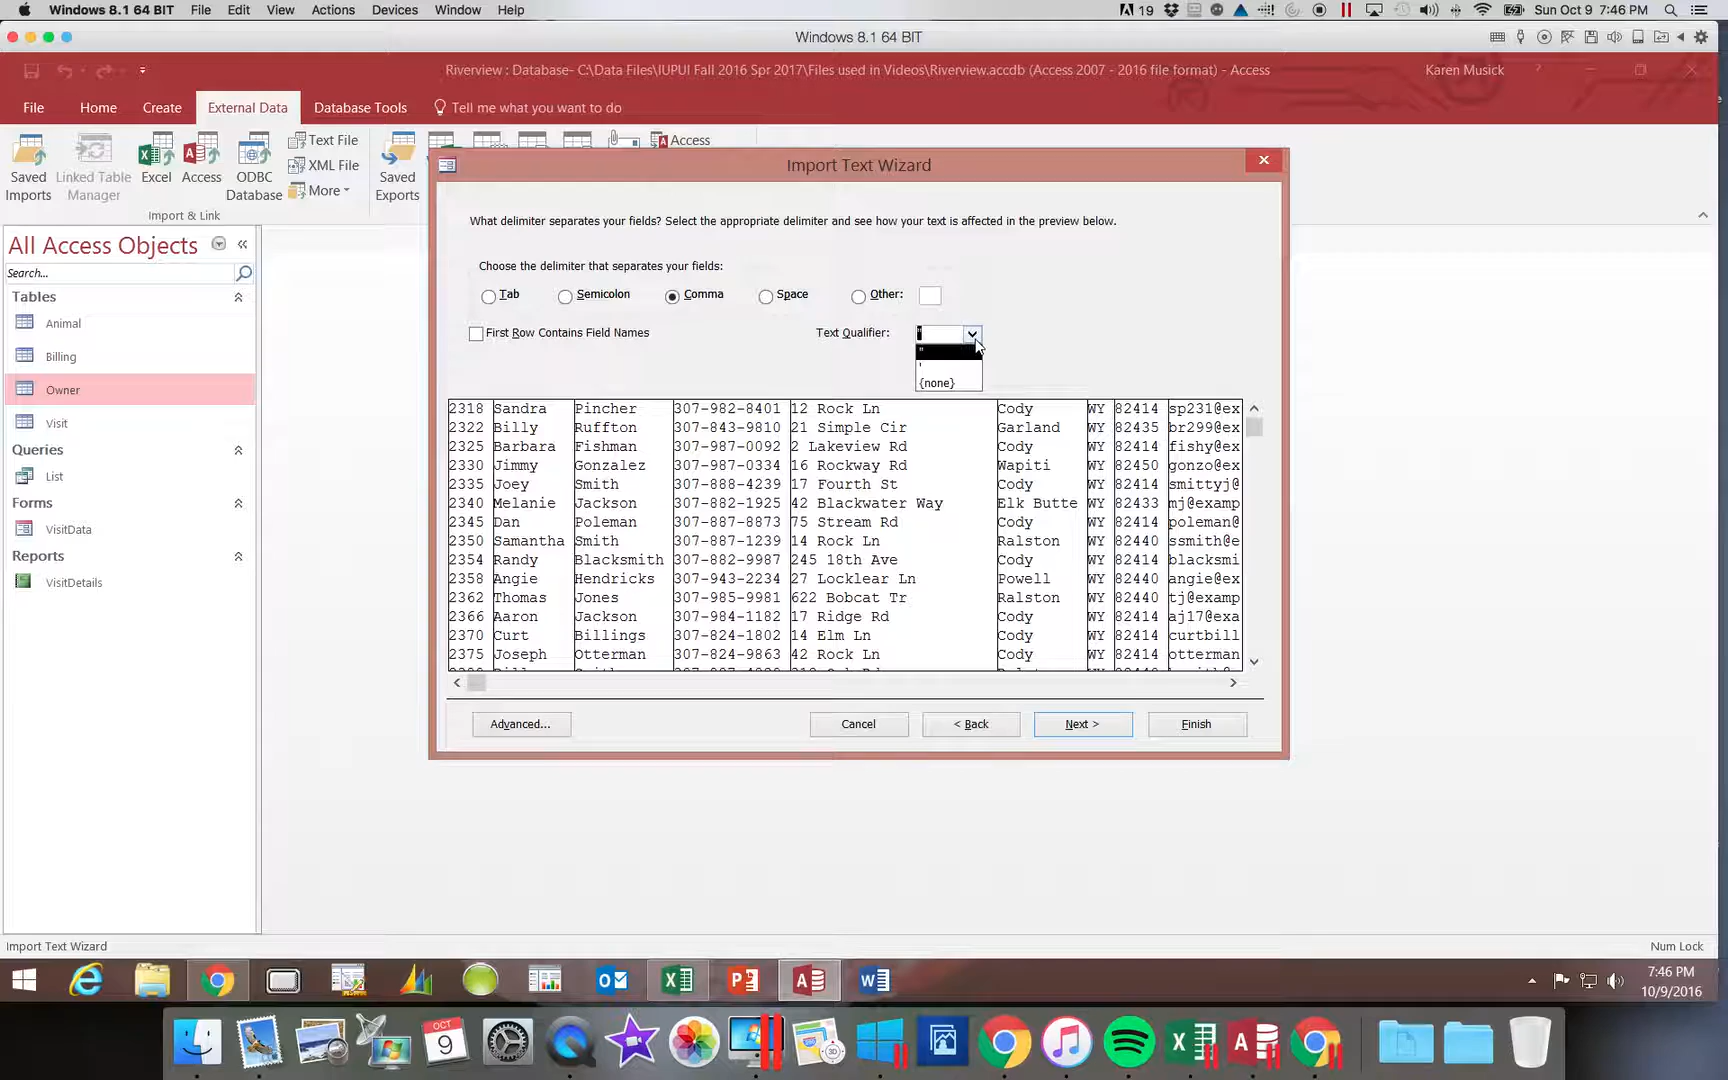 Windows 8.1 64 BIT File Edit View Actions Devices Window Help 19 Sun Oct 9 7:46 PM
Windows 8.1 64 BIT
Riverview : Database- C:\Data Files\IUPUI Fall 2016 Spr 2017\Files used in Videos\Riverview.accdb (Access 2007 - 2016 file format) - Access Karen Musick ?
File Home Create External Data Database Tools Tell me what you want to do
Saved Imports
Linked Table Manager
Excel
Access
ODBC Database
Text File
XML File
More
Saved Exports
Access
Import & Link
Import Text Wizard
What delimiter separates your fields? Select the appropriate delimiter and see how your text is affected in the preview below.
Choose the delimiter that separates your fields:
Tab Semicolon Comma Space Other:
First Row Contains Field Names Text Qualifier: "
"
'
{none}
2318 Sandra Pincher 307-982-8401 12 Rock Ln Cody WY 82414 sp231@ex
2322 Billy Ruffton 307-843-9810 21 Simple Cir Garland WY 82435 br299@ex
2325 Barbara Fishman 307-987-0092 2 Lakeview Rd Cody WY 82414 fishy@ex
2330 Jimmy Gonzalez 307-987-0334 16 Rockway Rd Wapiti WY 82450 gonzo@ex
2335 Joey Smith 307-888-4239 17 Fourth St Cody WY 82414 smittyj@
2340 Melanie Jackson 307-882-1925 42 Blackwater Way Elk Butte WY 82433 mj@examp
2345 Dan Poleman 307-887-8873 75 Stream Rd Cody WY 82414 poleman@
2350 Samantha Smith 307-887-1239 14 Rock Ln Ralston WY 82440 ssmith@e
2354 Randy Blacksmith 307-882-9987 245 18th Ave Cody WY 82414 blacksmi
2358 Angie Hendricks 307-943-2234 27 Locklear Ln Powell WY 82440 angie@ex
2362 Thomas Jones 307-985-9981 622 Bobcat Tr Ralston WY 82440 tj@examp
2366 Aaron Jackson 307-984-1182 17 Ridge Rd Cody WY 82414 aj17@exa
2370 Curt Billings 307-824-1802 14 Elm Ln Cody WY 82414 curtbill
2375 Joseph Otterman 307-824-9863 42 Rock Ln Cody WY 82414 otterman
Advanced... Cancel < Back Next > Finish
All Access Objects
Search...
Tables
Animal
Billing
Owner
Visit
Queries
List
Forms
VisitData
Reports
VisitDetails
Import Text Wizard Num Lock
7:46 PM
10/9/2016
OCT
9
3D